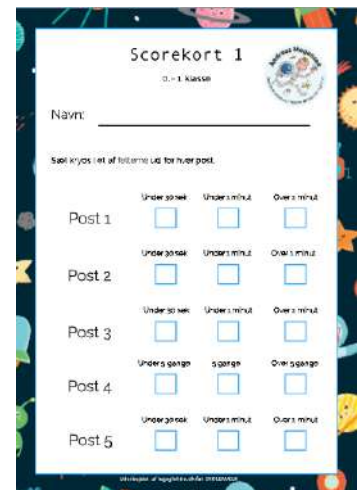 Scorekort 1
0. - 1. klasse
Andreas Mogensen
Navn:
Sæt kryds i et af felterne ud for hver post.
Under 30 sek Under 1 minut Over 1 minut
Post 1
Under 30 sek Under 1 minut Over 1 minut
Post 2
Under 30 sek Under 1 minut Over 1 minut
Post 3
Under 5 gange 5 gange Over 5 gange
Post 4
Under 30 sek Under 1 minut Over 1 minut
Post 5